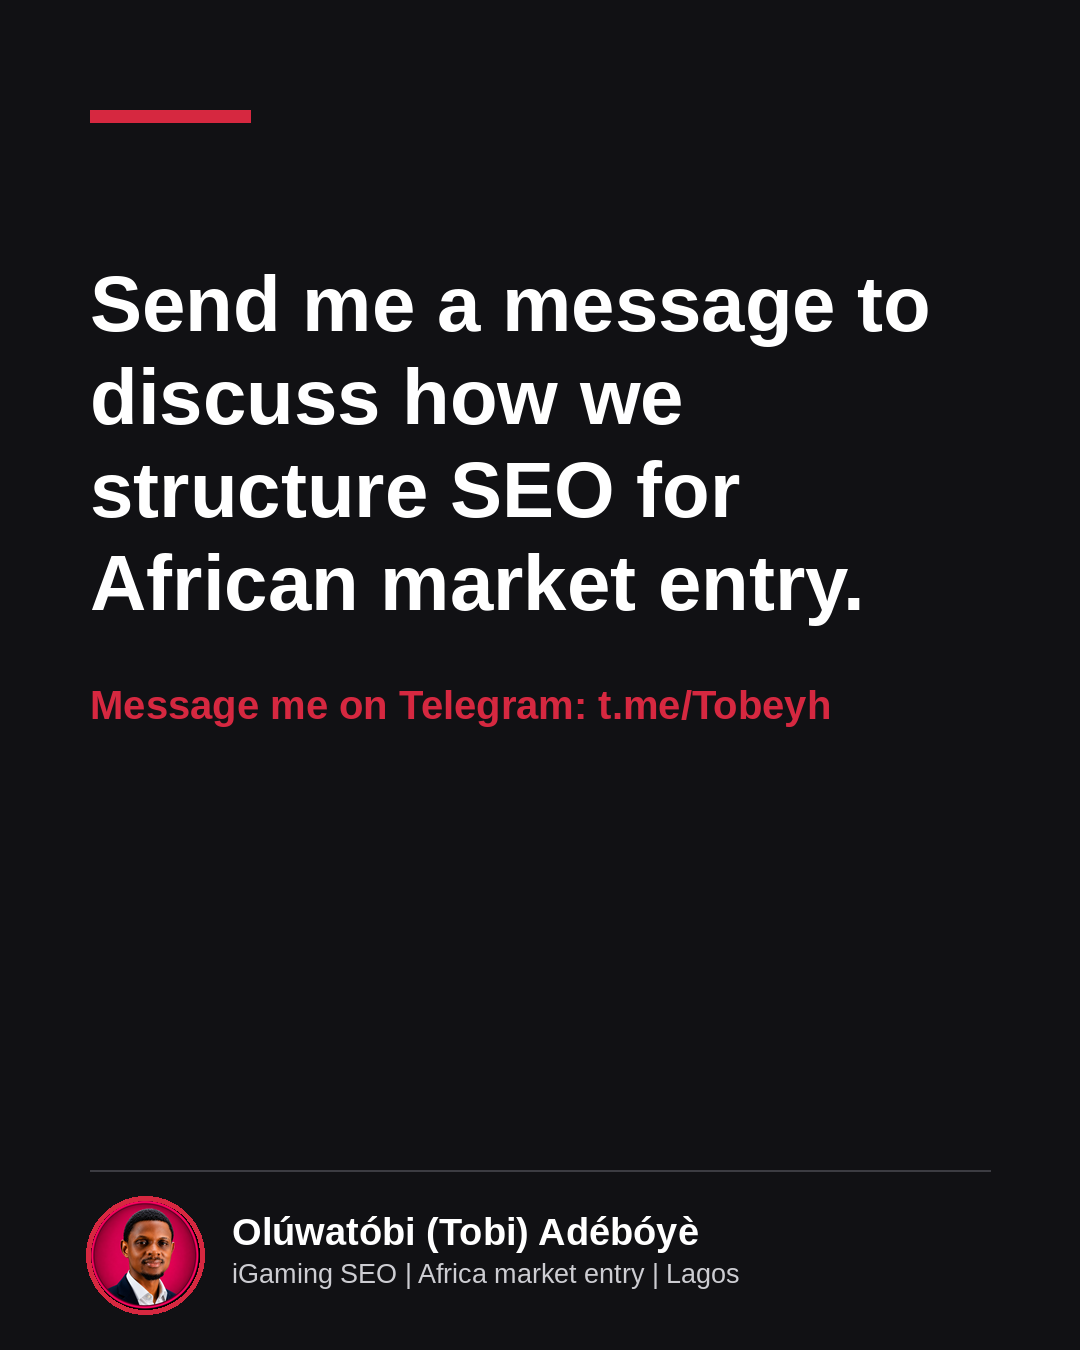 Send me a message to
discuss how we
structure SEO for
African market entry.
Message me on Telegram: t.me/Tobeyh
Olúwatóbi (Tobi) Adébóyè
iGaming SEO | Africa market entry | Lagos